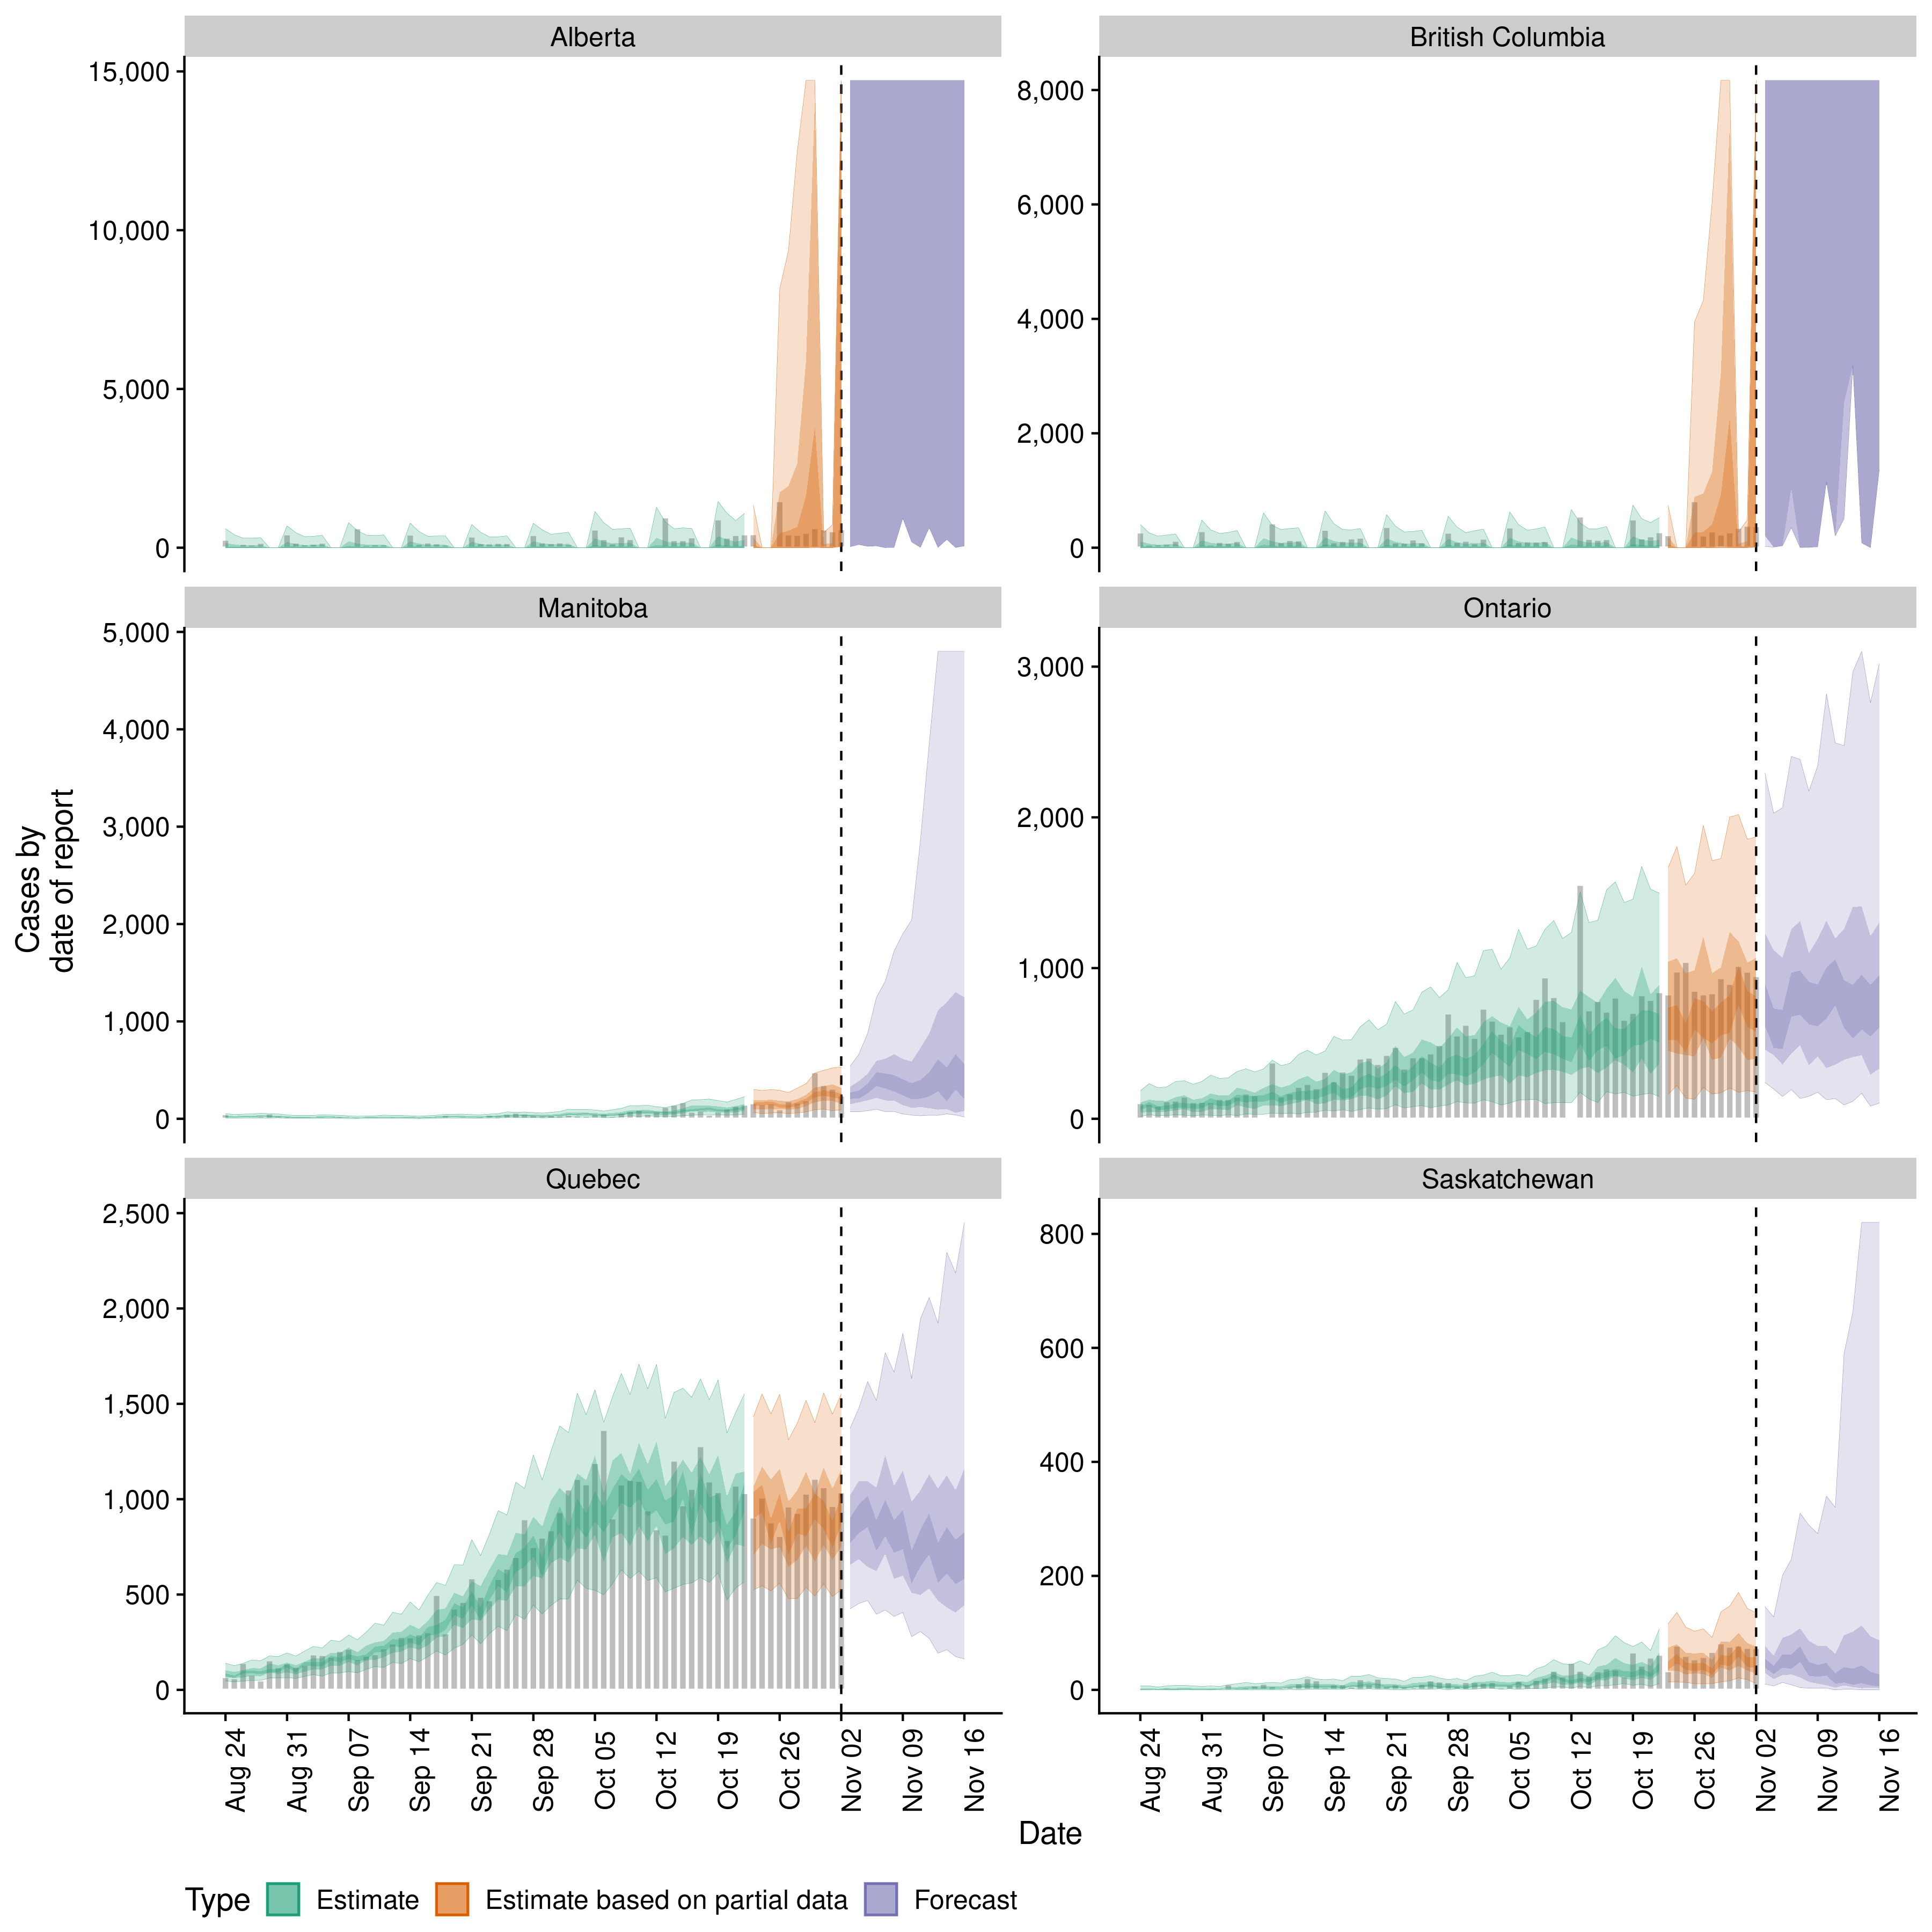 Alberta
British Columbia
15,000
10,000
5,000
0
8,000
6,000
4,000
2,000
0
Manitoba
Ontario
5,000
4,000
3,000
2,000
1,000
0
3,000
2,000
1,000
0
Cases by
date of report
Quebec
Saskatchewan
2,500
2,000
1,500
1,000
500
0
800
600
400
200
0
Aug 24
Aug 31
Sep 07
Sep 14
Sep 21
Sep 28
Oct 05
Oct 12
Oct 19
Oct 26
Nov 02
Nov 09
Nov 16
Aug 24
Aug 31
Sep 07
Sep 14
Sep 21
Sep 28
Oct 05
Oct 12
Oct 19
Oct 26
Nov 02
Nov 09
Nov 16
Date
Type Estimate Estimate based on partial data Forecast